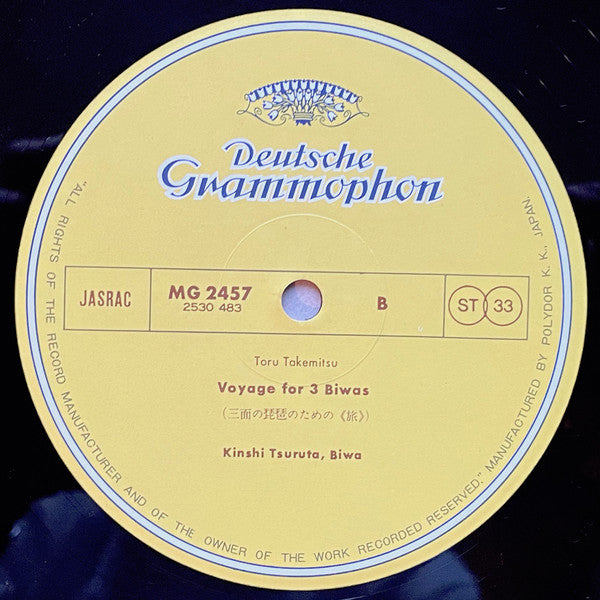 Deutsche
Grammophon
JASRAC
MG 2457
2530 483
B
ST 33
Toru Takemitsu
Voyage for 3 Biwas
(三面の琵琶のための《旅》)
Kinshi Tsuruta, Biwa
"ALL RIGHTS OF THE RECORD MANUFACTURER AND OF THE OWNER OF THE WORK RECORDED RESERVED." MANUFACTURED BY POLYDOR K. K., JAPAN.